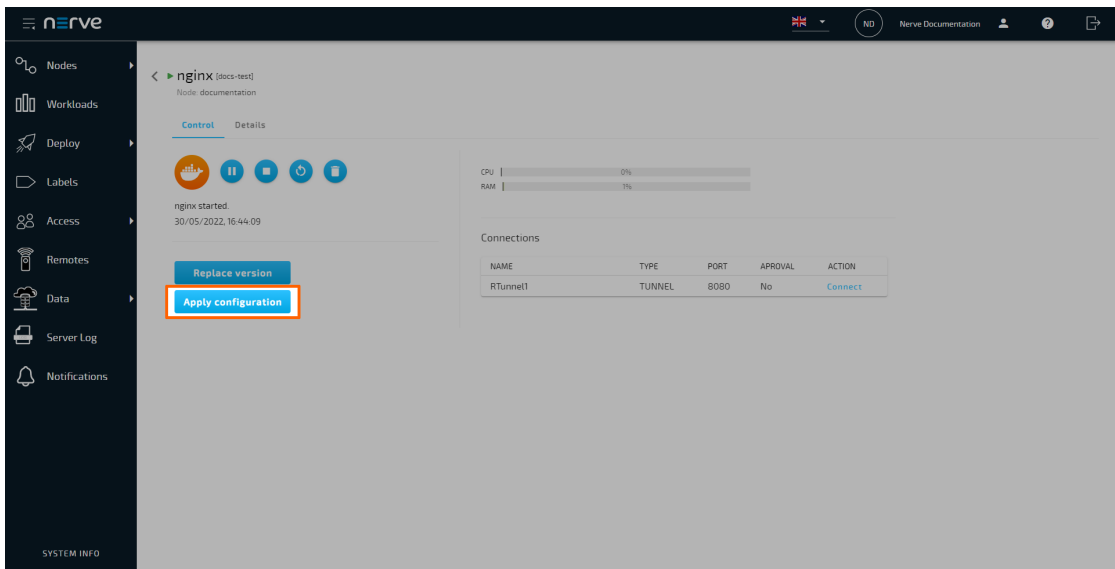 nerve
ND
Nerve Documentation
?
Nodes
Workloads
Deploy
Labels
Access
Remotes
Data
Server Log
Notifications
SYSTEM INFO
nginx [docs-test]
Node: documentation
Control Details
nginx started.
30/05/2022, 16:44:09
Replace version
Apply configuration
CPU 0%
RAM 1%
Connections
NAME TYPE PORT APROVAL ACTION
RTunnel1 TUNNEL 8080 No Connect